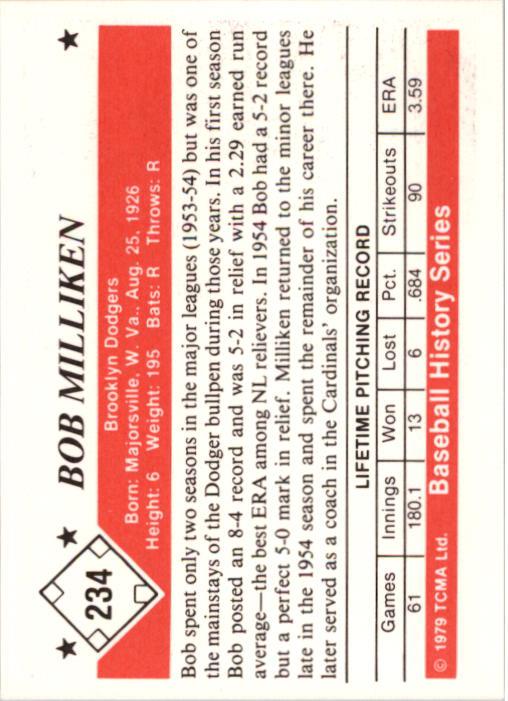 234
BOB MILLIKEN
Brooklyn Dodgers
Born: Majorsville, W. Va., Aug. 25, 1926
Height: 6 Weight: 195 Bats: R Throws: R
Bob spent only two seasons in the major leagues (1953-54) but was one of
the mainstays of the Dodger bullpen during those years. In his first season
Bob posted an 8-4 record and was 5-2 in relief with a 2.29 earned run
average—the best ERA among NL relievers. In 1954 Bob had a 5-2 record
but a perfect 5-0 mark in relief. Milliken returned to the minor leagues
late in the 1954 season and spent the remainder of his career there. He
later served as a coach in the Cardinals' organization.
LIFETIME PITCHING RECORD
Games Innings Won Lost Pct. Strikeouts ERA
61 180.1 13 6 .684 90 3.59
© 1979 TCMA Ltd. Baseball History Series